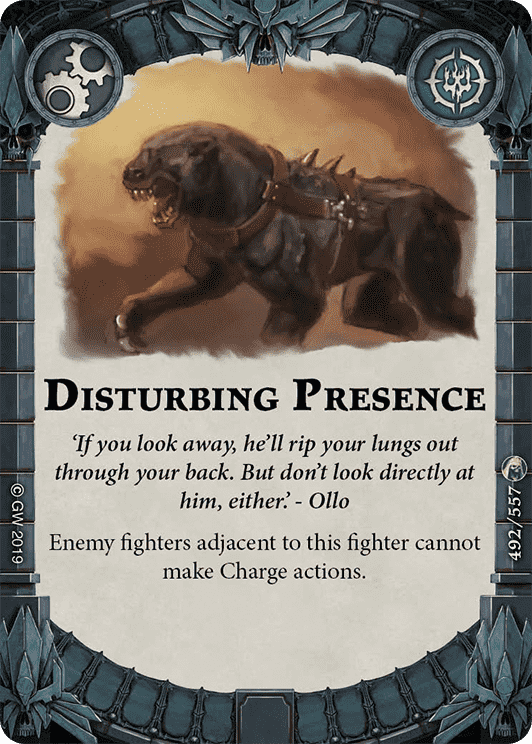 DISTURBING PRESENCE
‘If you look away, he’ll rip your lungs out
through your back. But don’t look directly at
him, either.’ - Ollo
Enemy fighters adjacent to this fighter cannot
make Charge actions.
© GW 2019
492/557